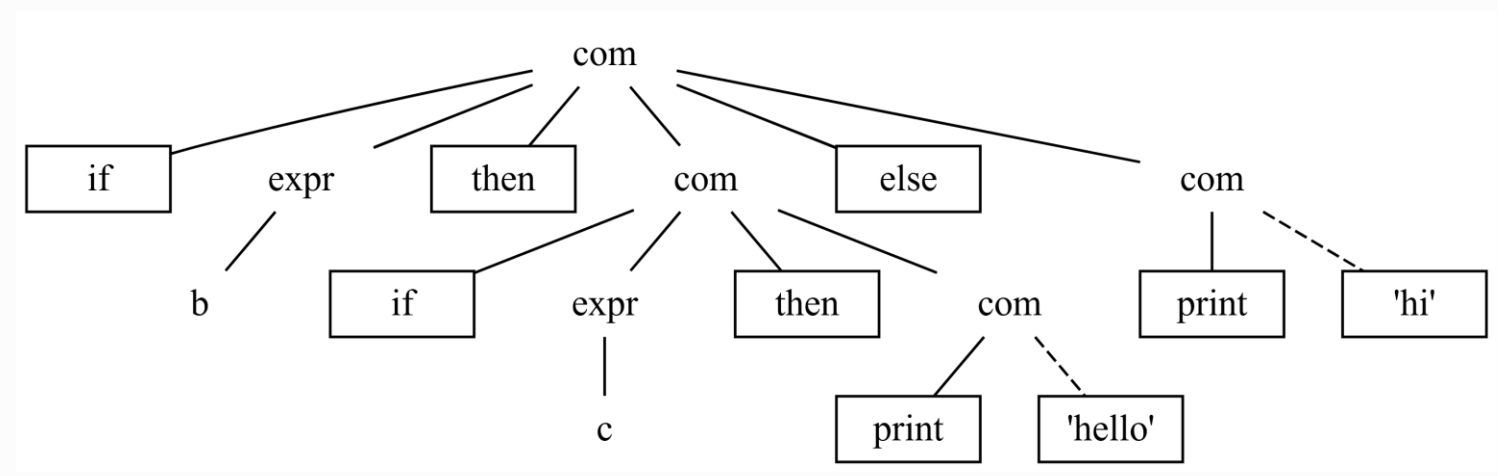 com
if expr then com else com
b if expr then com print 'hi'
c print 'hello'